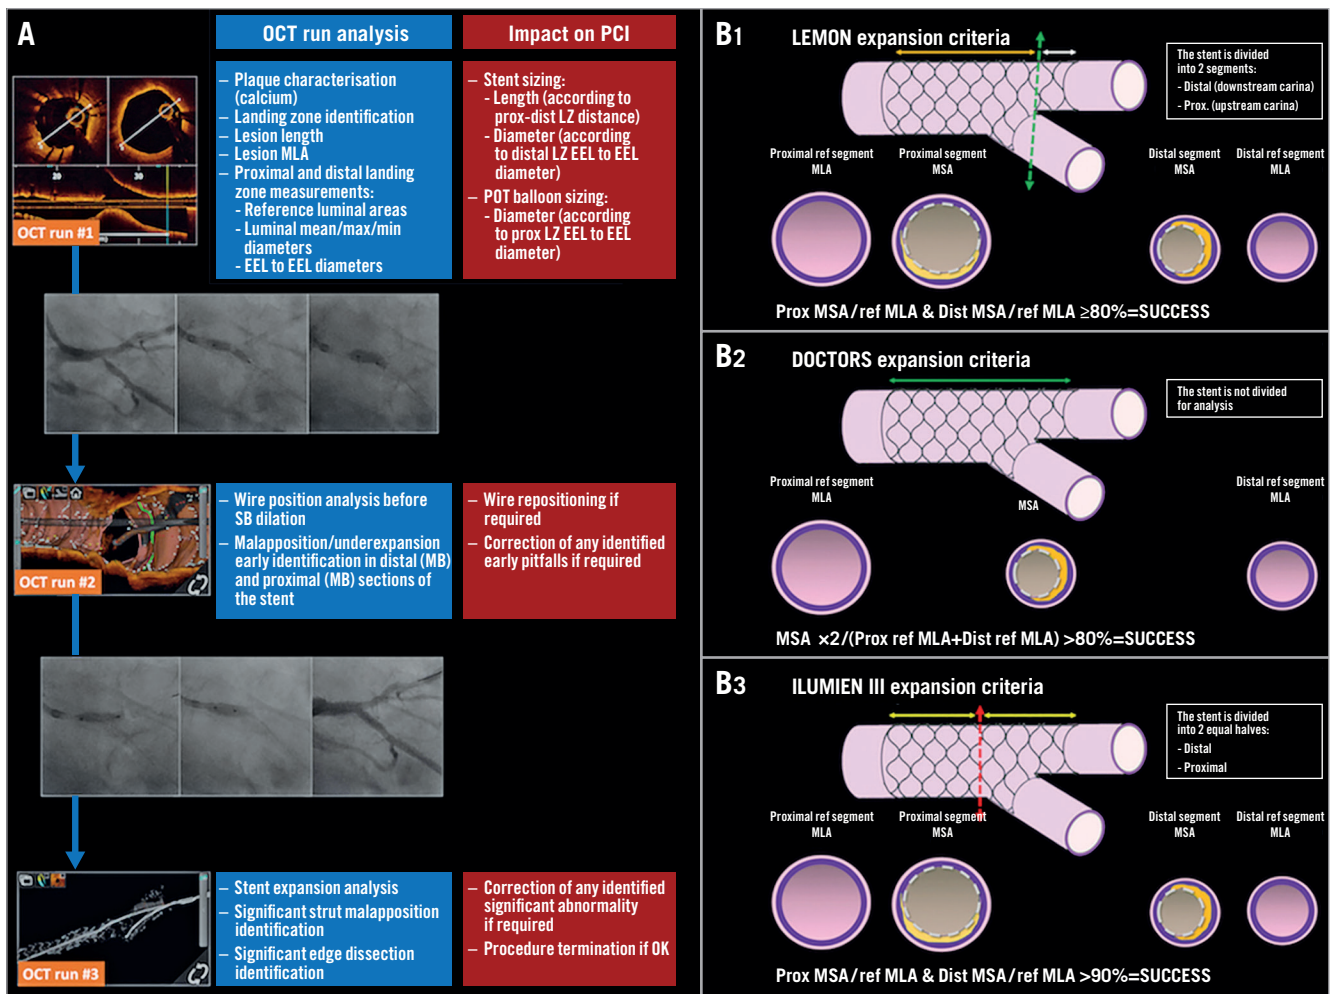 A
OCT run analysis
Impact on PCI
– Plaque characterisation
(calcium)
– Landing zone identification
– Lesion length
– Lesion MLA
– Proximal and distal landing
zone measurements:
- Reference luminal areas
- Luminal mean/max/min
diameters
- EEL to EEL diameters
– Stent sizing:
- Length (according to
prox-dist LZ distance)
- Diameter (according
to distal LZ EEL to EEL
diameter)
– POT balloon sizing:
- Diameter (according
to prox LZ EEL to EEL
diameter)
20
30
OCT run #1
– Wire position analysis before
SB dilation
– Malapposition/underexpansion
early identification in distal (MB)
and proximal (MB) sections of
the stent
– Wire repositioning if
required
– Correction of any identified
early pitfalls if required
OCT run #2
– Stent expansion analysis
– Significant strut malapposition
identification
– Significant edge dissection
identification
– Correction of any identified
significant abnormality
if required
– Procedure termination if OK
OCT run #3
B1
LEMON expansion criteria
The stent is divided
into 2 segments:
- Distal (downstream carina)
- Prox. (upstream carina)
Proximal ref segment
MLA
Proximal segment
MSA
Distal segment
MSA
Distal ref segment
MLA
Prox MSA/ref MLA & Dist MSA/ref MLA ≥80%=SUCCESS
B2
DOCTORS expansion criteria
The stent is not divided
for analysis
Proximal ref segment
MLA
MSA
Distal ref segment
MLA
MSA ×2/(Prox ref MLA+Dist ref MLA) >80%=SUCCESS
B3
ILUMIEN III expansion criteria
The stent is divided
into 2 equal halves:
- Distal
- Proximal
Proximal ref segment
MLA
Proximal segment
MSA
Distal segment
MSA
Distal ref segment
MLA
Prox MSA/ref MLA & Dist MSA/ref MLA >90%=SUCCESS